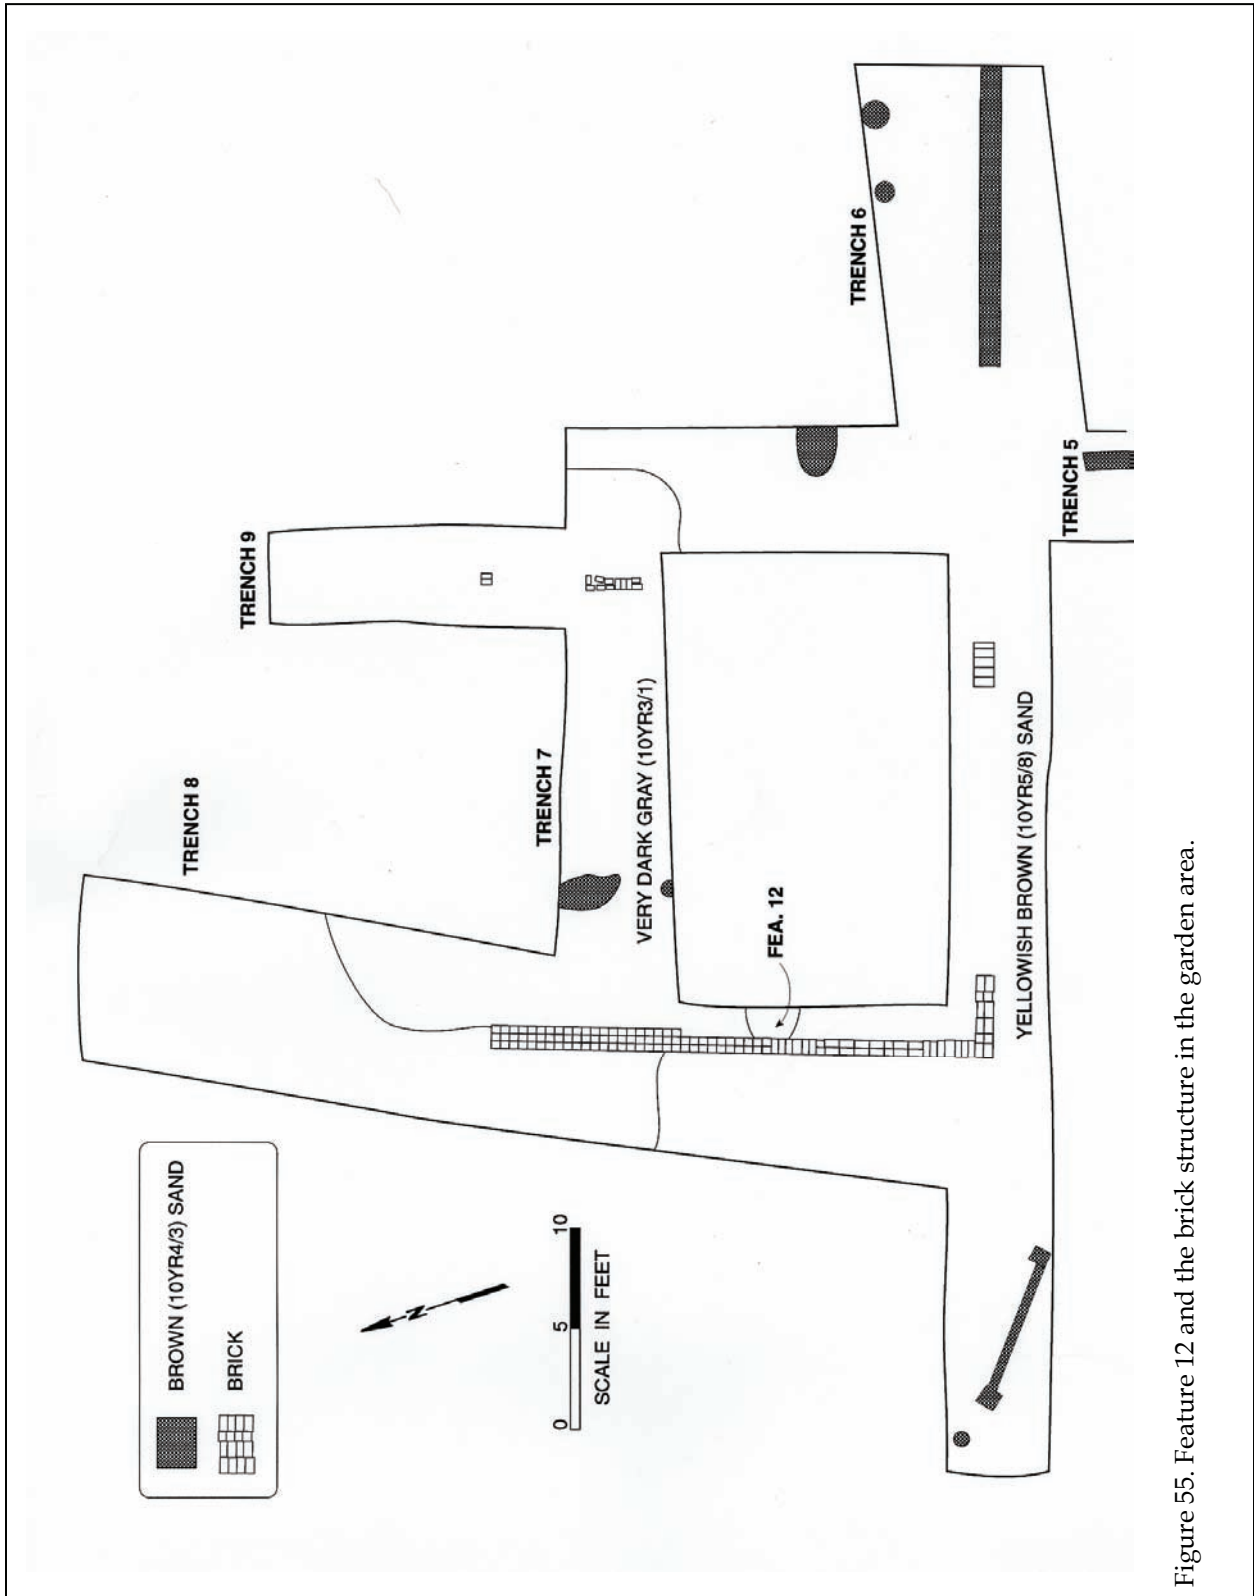 TRENCH 8
TRENCH 9
TRENCH 7
TRENCH 6
TRENCH 5
VERY DARK GRAY (10YR3/1)
FEA. 12
YELLOWISH BROWN (10YR5/8) SAND
BROWN (10YR4/3) SAND
BRICK
N
0 5 10
SCALE IN FEET
Figure 55. Feature 12 and the brick structure in the garden area.